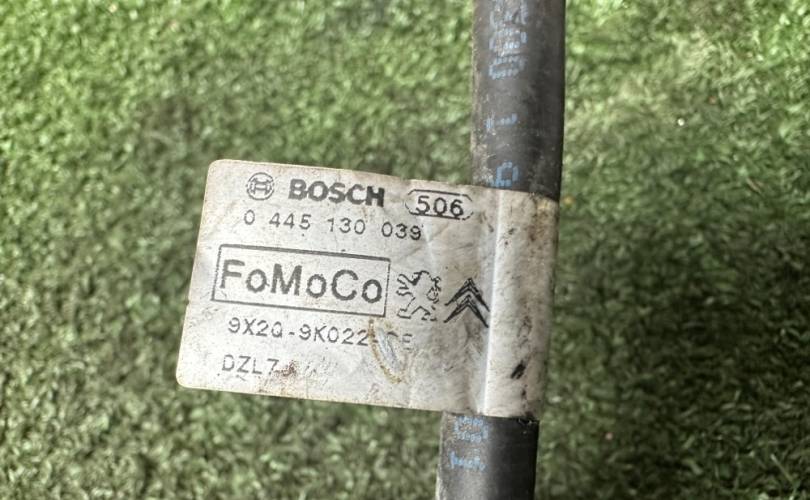 BOSCH 506
0 445 130 039
FoMoCo
9X2Q-9K022
DZL7